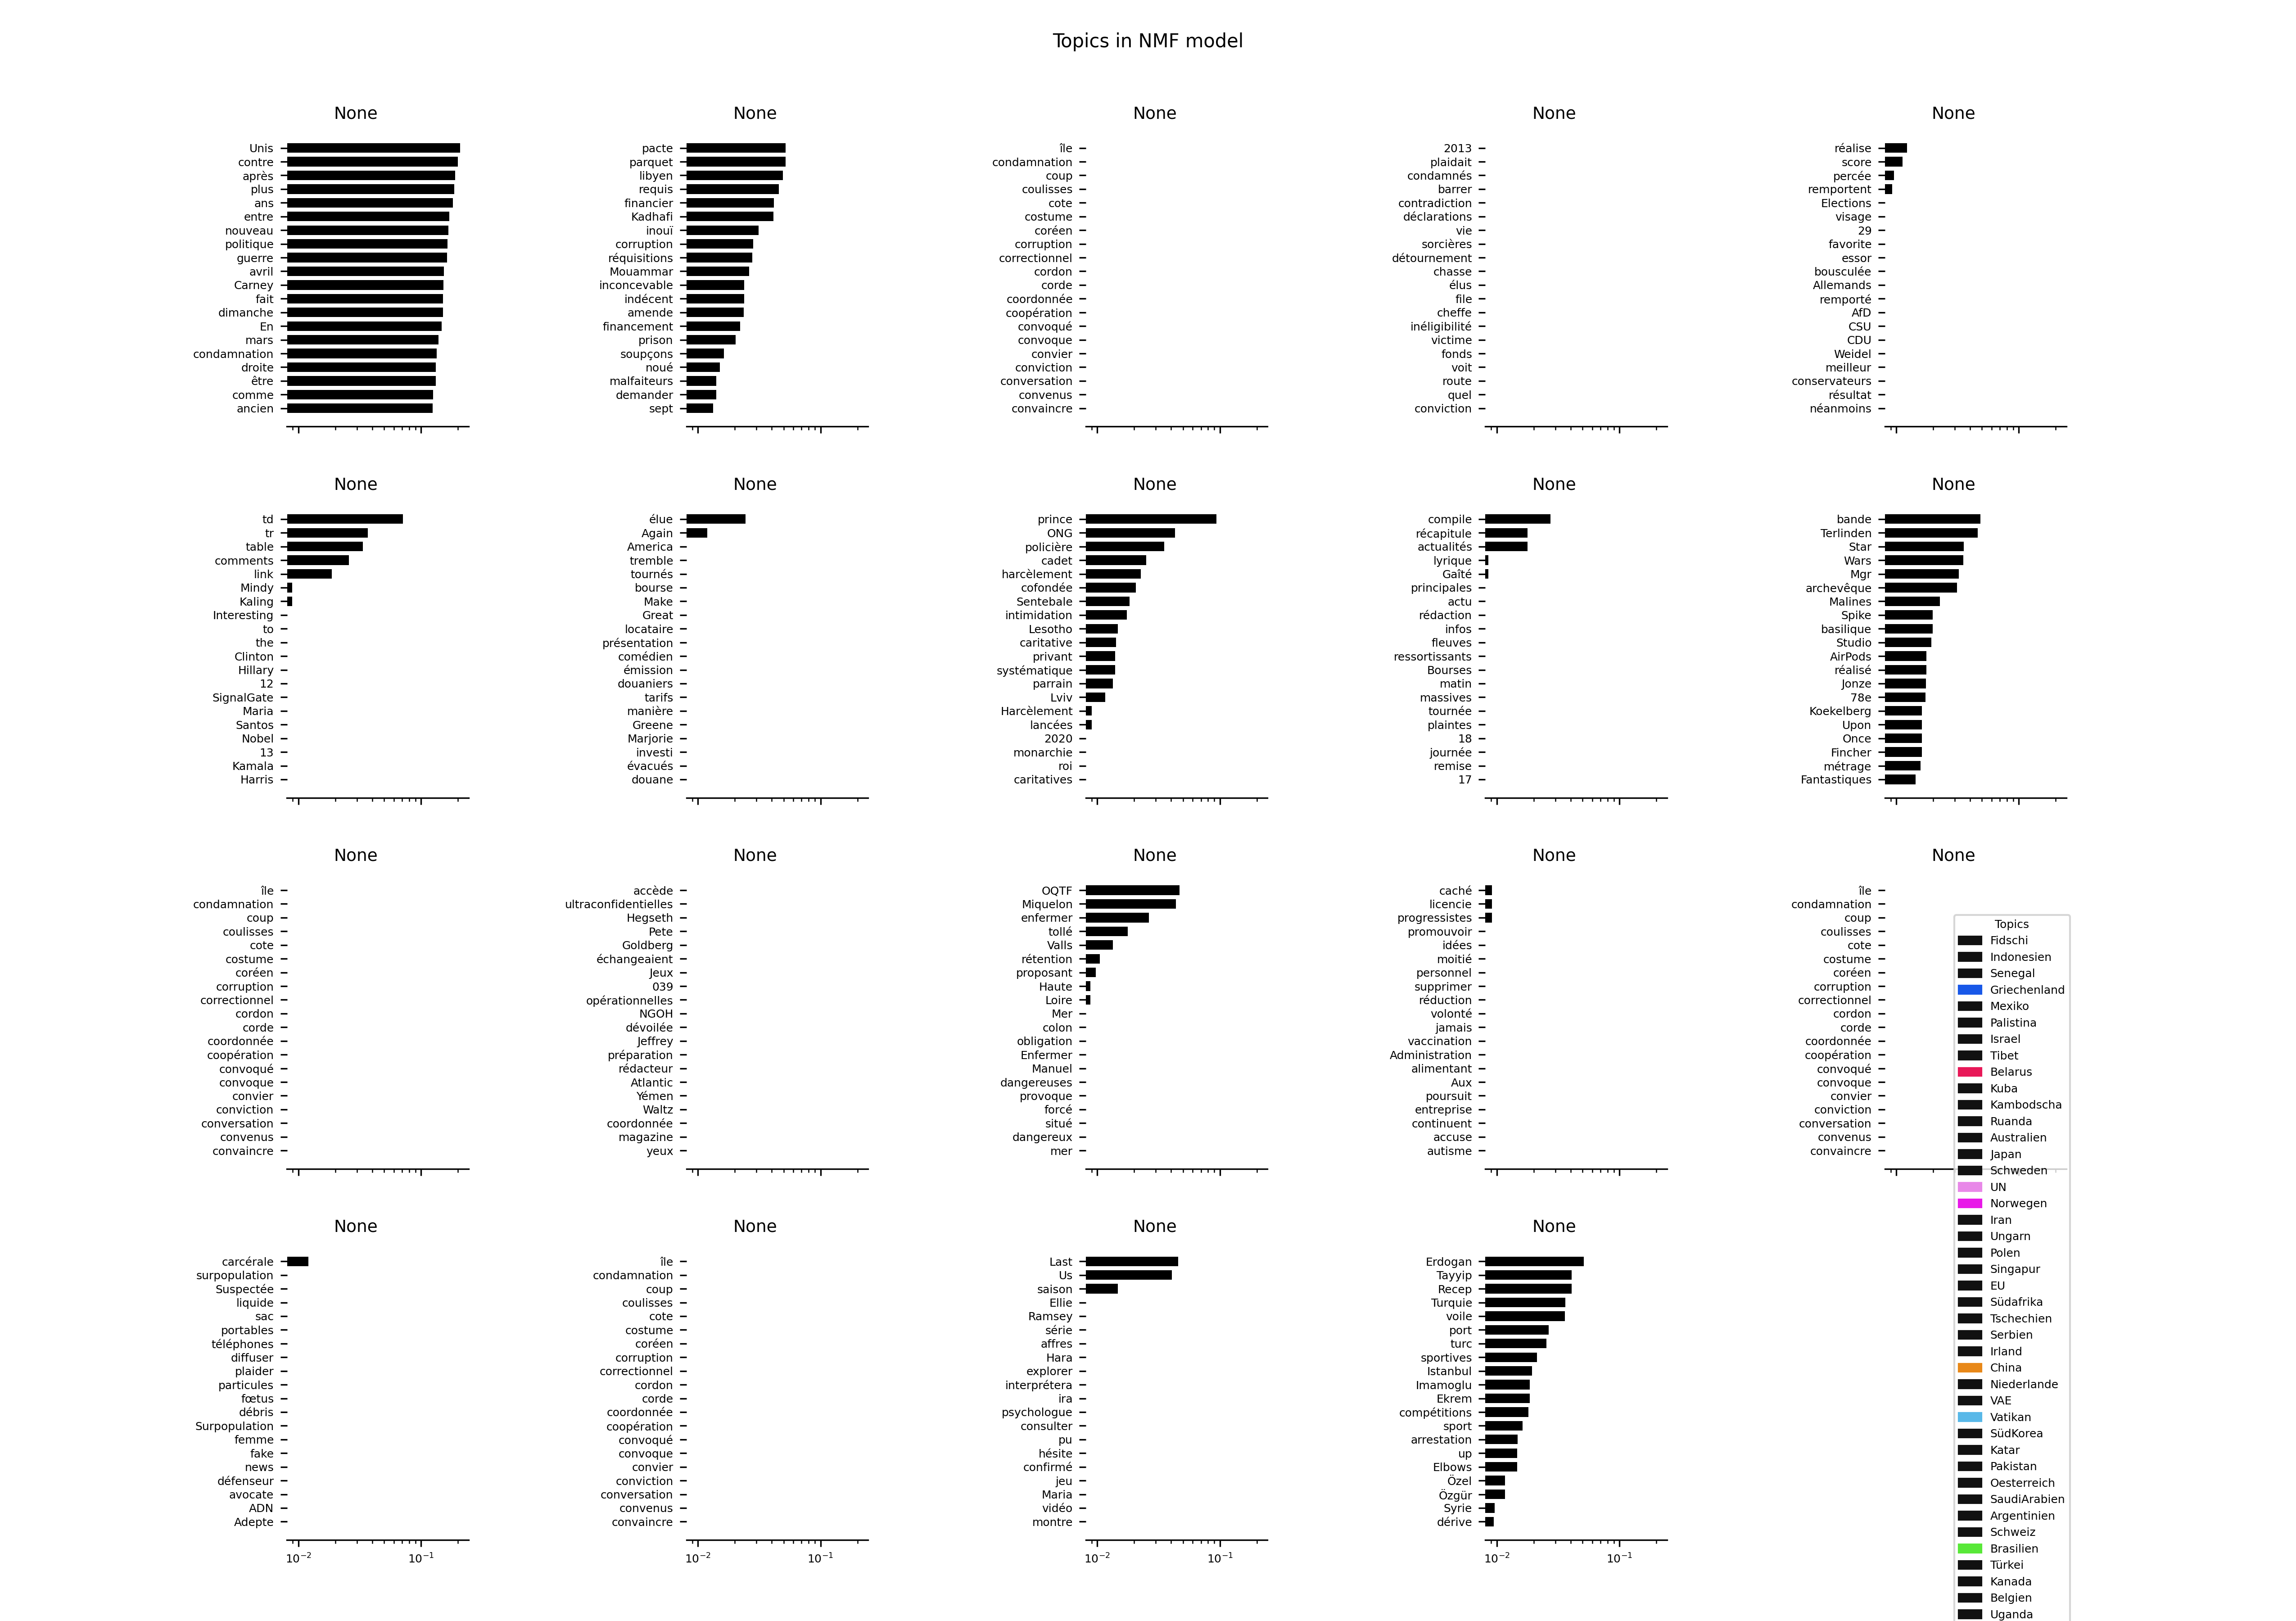 Topics in NMF model
None
Unis
contre
après
plus
ans
entre
nouveau
politique
guerre
avril
Carney
fait
dimanche
En
mars
condamnation
droite
être
comme
ancien
None
pacte
parquet
libyen
requis
financier
Kadhafi
inouï
corruption
réquisitions
Mouammar
inconcevable
indécent
amende
financement
prison
soupçons
noué
malfaiteurs
demander
sept
None
île
condamnation
coup
coulisses
cote
costume
coréen
corruption
correctionnel
cordon
corde
coordonnée
coopération
convoqué
convoque
convier
conviction
conversation
convenus
convaincre
None
2013
plaidait
condamnés
barrer
contradiction
déclarations
vie
sorcières
détournement
chasse
élus
file
cheffe
inéligibilité
victime
fonds
voit
route
quel
conviction
None
réalise
score
percée
remportent
Elections
visage
29
favorite
essor
bousculée
Allemands
remporté
AfD
CSU
CDU
Weidel
meilleur
conservateurs
résultat
néanmoins
None
td
tr
table
comments
link
Mindy
Kaling
Interesting
to
the
Clinton
Hillary
12
SignalGate
Maria
Santos
Nobel
13
Kamala
Harris
None
élue
Again
America
tremble
tournés
bourse
Make
Great
locataire
présentation
comédien
émission
douaniers
tarifs
manière
Greene
Marjorie
investi
évacués
douane
None
prince
ONG
policière
cadet
harcèlement
cofondée
Sentebale
intimidation
Lesotho
caritative
privant
systématique
parrain
Lviv
Harcèlement
lancées
2020
monarchie
roi
caritatives
None
compile
récapitule
actualités
lyrique
Gaîté
principales
actu
rédaction
infos
fleuves
ressortissants
Bourses
matin
massives
tournée
plaintes
18
journée
remise
17
None
bande
Terlinden
Star
Wars
Mgr
archevêque
Malines
Spike
basilique
Studio
AirPods
réalisé
Jonze
78e
Koekelberg
Upon
Once
Fincher
métrage
Fantastiques
None
île
condamnation
coup
coulisses
cote
costume
coréen
corruption
correctionnel
cordon
corde
coordonnée
coopération
convoqué
convoque
convier
conviction
conversation
convenus
convaincre
None
accède
ultraconfidentielles
Hegseth
Pete
Goldberg
échangeaient
Jeux
039
opérationnelles
NGOH
dévoilée
Jeffrey
préparation
rédacteur
Atlantic
Yémen
Waltz
coordonnée
magazine
yeux
None
OQTF
Miquelon
enfermer
tollé
Valls
rétention
proposant
Haute
Loire
Mer
colon
obligation
Enfermer
Manuel
dangereuses
provoque
forcé
situé
dangereux
mer
None
caché
licencie
progressistes
promouvoir
idées
moitié
personnel
supprimer
réduction
volonté
jamais
vaccination
Administration
alimentant
Aux
poursuit
entreprise
continuent
accuse
autisme
None
île
condamnation
coup
coulisses
cote
costume
coréen
corruption
correctionnel
cordon
corde
coordonnée
coopération
convoqué
convoque
convier
conviction
conversation
convenus
convaincre
None
carcérale
surpopulation
Suspectée
liquide
sac
portables
téléphones
diffuser
plaider
particules
fœtus
débris
Surpopulation
femme
fake
news
défenseur
avocate
ADN
Adepte
10⁻² 10⁻¹
None
île
condamnation
coup
coulisses
cote
costume
coréen
corruption
correctionnel
cordon
corde
coordonnée
coopération
convoqué
convoque
convier
conviction
conversation
convenus
convaincre
10⁻² 10⁻¹
None
Last
Us
saison
Ellie
Ramsey
série
affres
Hara
explorer
interprétera
ira
psychologue
consulter
pu
hésite
confirmé
jeu
Maria
vidéo
montre
10⁻² 10⁻¹
None
Erdogan
Tayyip
Recep
Turquie
voile
port
turc
sportives
Istanbul
Imamoglu
Ekrem
compétitions
sport
arrestation
up
Elbows
Özel
Özgür
Syrie
dérive
10⁻² 10⁻¹
Topics
Fidschi
Indonesien
Senegal
Griechenland
Mexiko
Palistina
Israel
Tibet
Belarus
Kuba
Kambodscha
Ruanda
Australien
Japan
Schweden
UN
Norwegen
Iran
Ungarn
Polen
Singapur
EU
Südafrika
Tschechien
Serbien
Irland
China
Niederlande
VAE
Vatikan
SüdKorea
Katar
Pakistan
Oesterreich
SaudiArabien
Argentinien
Schweiz
Brasilien
Türkei
Kanada
Belgien
Uganda